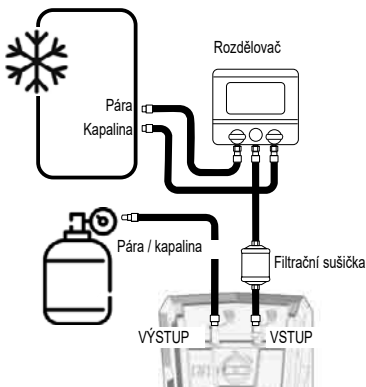 Rozdělovač
Pára
Kapalina
Pára / kapalina
Filtrační sušička
VÝSTUP
VSTUP